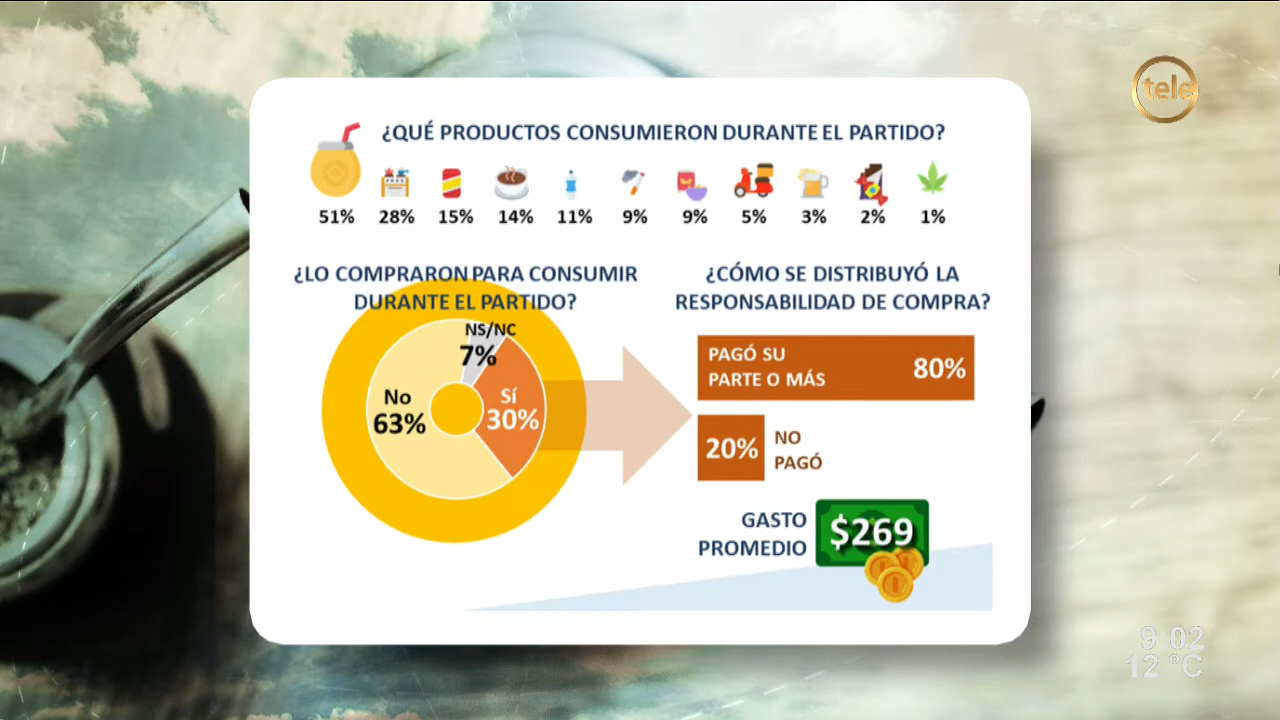 tele
¿QUÉ PRODUCTOS CONSUMIERON DURANTE EL PARTIDO?
51% 28% 15% 14% 11% 9% 9% 5% 3% 2% 1%
¿LO COMPRARON PARA CONSUMIR
DURANTE EL PARTIDO?
NS/NC
7%
No
63%
Sí
30%
¿CÓMO SE DISTRIBUYÓ LA
RESPONSABILIDAD DE COMPRA?
PAGÓ SU
PARTE O MÁS
80%
20%
NO
PAGÓ
GASTO
PROMEDIO
$269
9 02
12 °C